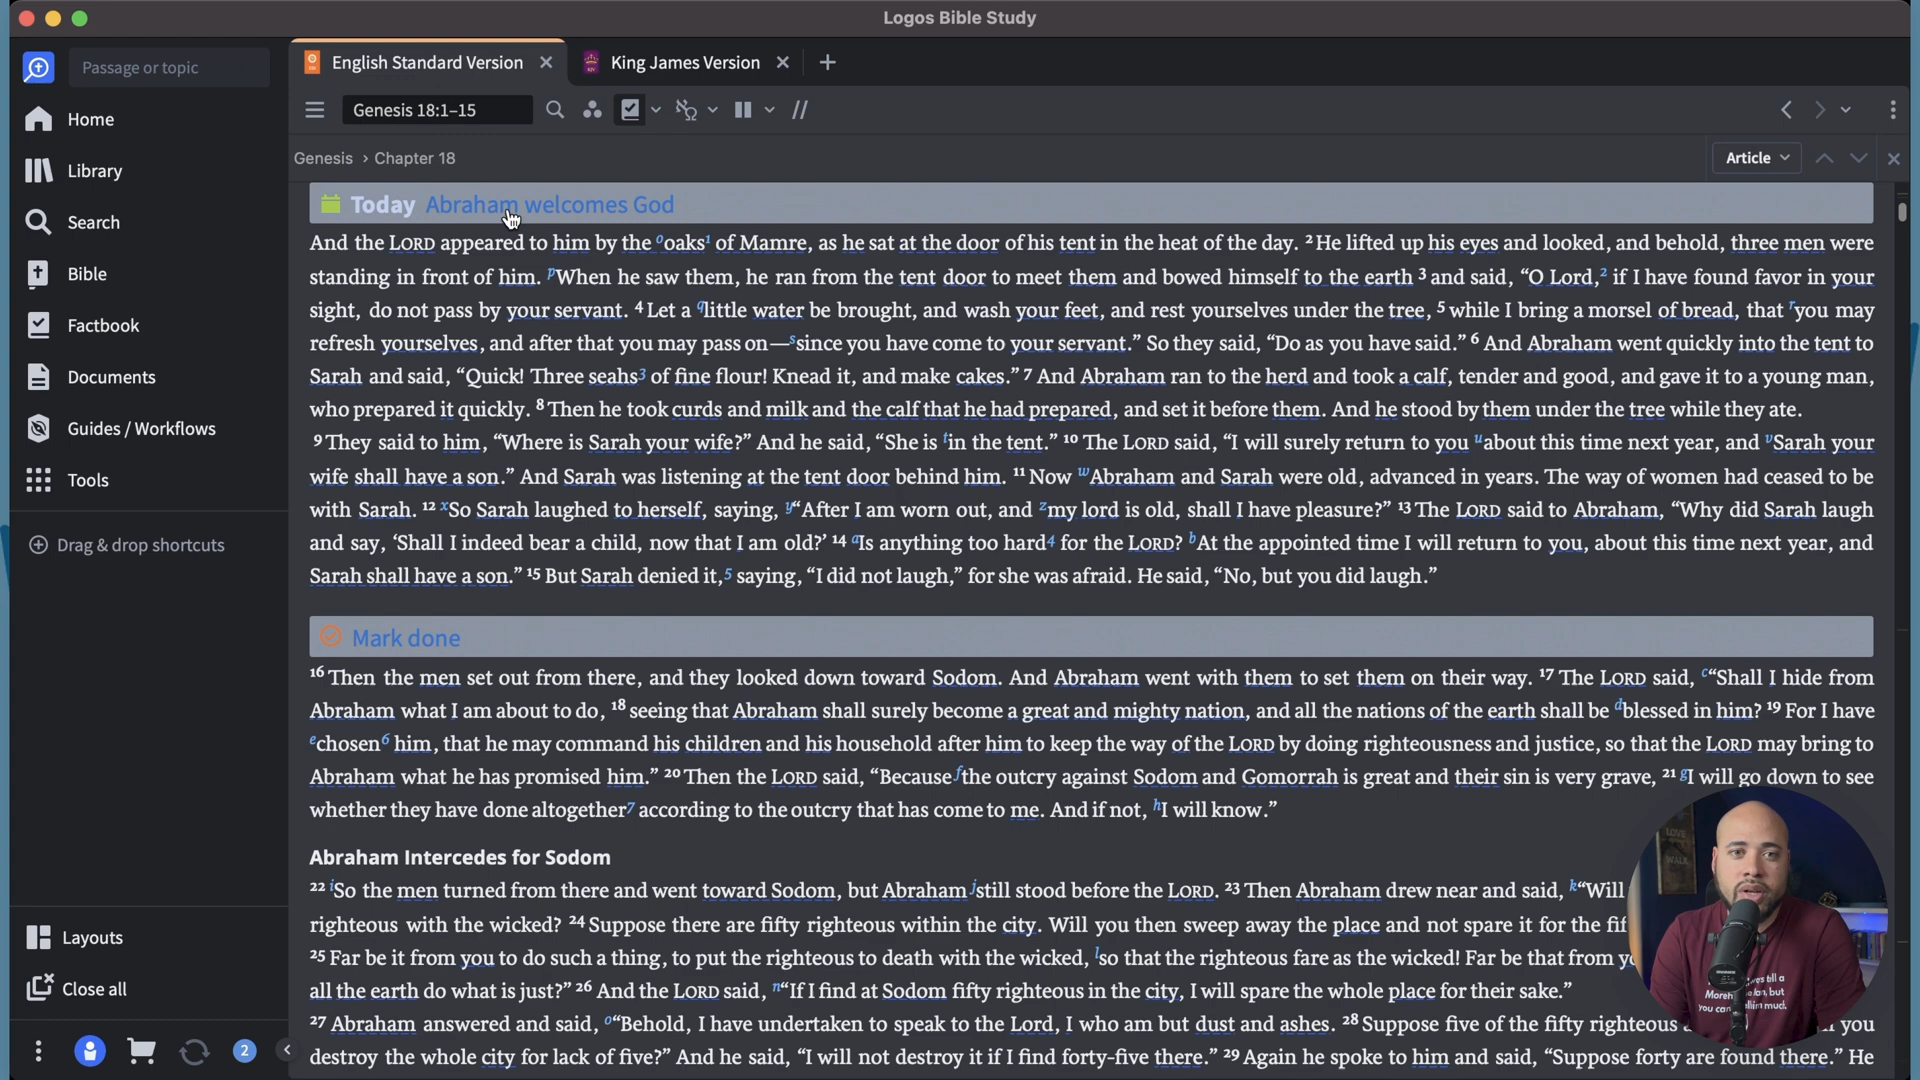 Logos Bible Study
Passage or topic
Home
Library
Search
Bible
Factbook
Documents
Guides / Workflows
Tools
Drag & drop shortcuts
Layouts
Close all
2
English Standard Version
King James Version
Genesis 18:1–15
Genesis › Chapter 18
Article
Today Abraham welcomes God
And the LORD appeared to him by the ᵒoaks¹ of Mamre, as he sat at the door of his tent in the heat of the day. ² He lifted up his eyes and looked, and behold, three men were
standing in front of him. ᵖWhen he saw them, he ran from the tent door to meet them and bowed himself to the earth ³ and said, “O Lord,² if I have found favor in your
sight, do not pass by your servant. ⁴ Let a qlittle water be brought, and wash your feet, and rest yourselves under the tree, ⁵ while I bring a morsel of bread, that ʳyou may
refresh yourselves, and after that you may pass on—ˢsince you have come to your servant.” So they said, “Do as you have said.” ⁶ And Abraham went quickly into the tent to
Sarah and said, “Quick! Three seahs³ of fine flour! Knead it, and make cakes.” ⁷ And Abraham ran to the herd and took a calf, tender and good, and gave it to a young man,
who prepared it quickly. ⁸ Then he took curds and milk and the calf that he had prepared, and set it before them. And he stood by them under the tree while they ate.
⁹ They said to him, “Where is Sarah your wife?” And he said, “She is ᵗin the tent.” ¹⁰ The LORD said, “I will surely return to you ᵘabout this time next year, and ᵛSarah your
wife shall have a son.” And Sarah was listening at the tent door behind him. ¹¹ Now ʷAbraham and Sarah were old, advanced in years. The way of women had ceased to be
with Sarah. ¹² ˣSo Sarah laughed to herself, saying, ʸ“After I am worn out, and ᶻmy lord is old, shall I have pleasure?” ¹³ The LORD said to Abraham, “Why did Sarah laugh
and say, ‘Shall I indeed bear a child, now that I am old?’ ¹⁴ ᵃIs anything too hard⁴ for the LORD? ᵇAt the appointed time I will return to you, about this time next year, and
Sarah shall have a son.” ¹⁵ But Sarah denied it,⁵ saying, “I did not laugh,” for she was afraid. He said, “No, but you did laugh.”
Mark done
¹⁶ Then the men set out from there, and they looked down toward Sodom. And Abraham went with them to set them on their way. ¹⁷ The LORD said, ᶜ“Shall I hide from
Abraham what I am about to do, ¹⁸ seeing that Abraham shall surely become a great and mighty nation, and all the nations of the earth shall be ᵈblessed in him? ¹⁹ For I have
ᵉchosen⁶ him, that he may command his children and his household after him to keep the way of the LORD by doing righteousness and justice, so that the LORD may bring to
Abraham what he has promised him.” ²⁰ Then the LORD said, “Because ᶠthe outcry against Sodom and Gomorrah is great and their sin is very grave, ²¹ ᵍI will go down to see
whether they have done altogether⁷ according to the outcry that has come to me. And if not, ʰI will know.”
Abraham Intercedes for Sodom
²² ⁱSo the men turned from there and went toward Sodom, but Abraham ʲstill stood before the LORD. ²³ Then Abraham drew near and said, ᵏ“Will
righteous with the wicked? ²⁴ Suppose there are fifty righteous within the city. Will you then sweep away the place and not spare it for the fif
²⁵ Far be it from you to do such a thing, to put the righteous to death with the wicked, ˡso that the righteous fare as the wicked! Far be that from
all the earth do what is just?” ²⁶ And the LORD said, ⁿ“If I find at Sodom fifty righteous in the city, I will spare the whole place for their sake.”
²⁷ Abraham answered and said, ᵒ“Behold, I have undertaken to speak to the Lord, I who am but dust and ashes. ²⁸ Suppose five of the fifty righteous you
destroy the whole city for lack of five?” And he said, “I will not destroy it if I find forty-five there.” ²⁹ Again he spoke to him and said, “Suppose forty are found there.” He